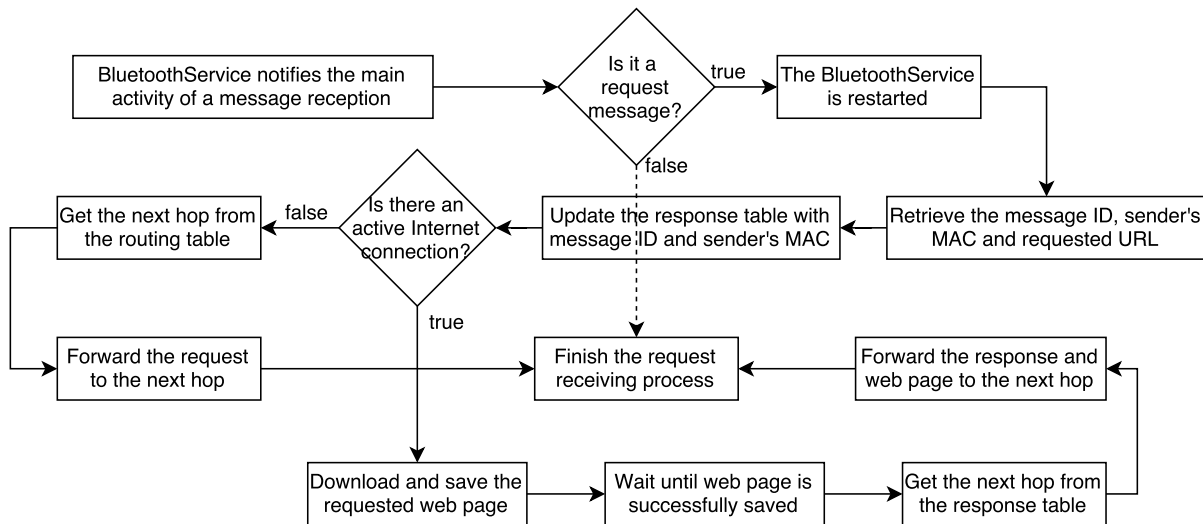 BluetoothService notifies the main
activity of a message reception
Is it a
request
message?
true
The BluetoothService
is restarted
false
Retrieve the message ID, sender's
MAC and requested URL
Update the response table with
message ID and sender's MAC
Is there an
active Internet
connection?
false
Get the next hop from
the routing table
true
Forward the request
to the next hop
Finish the request
receiving process
Forward the response and
web page to the next hop
Download and save the
requested web page
Wait until web page is
successfully saved
Get the next hop from
the response table